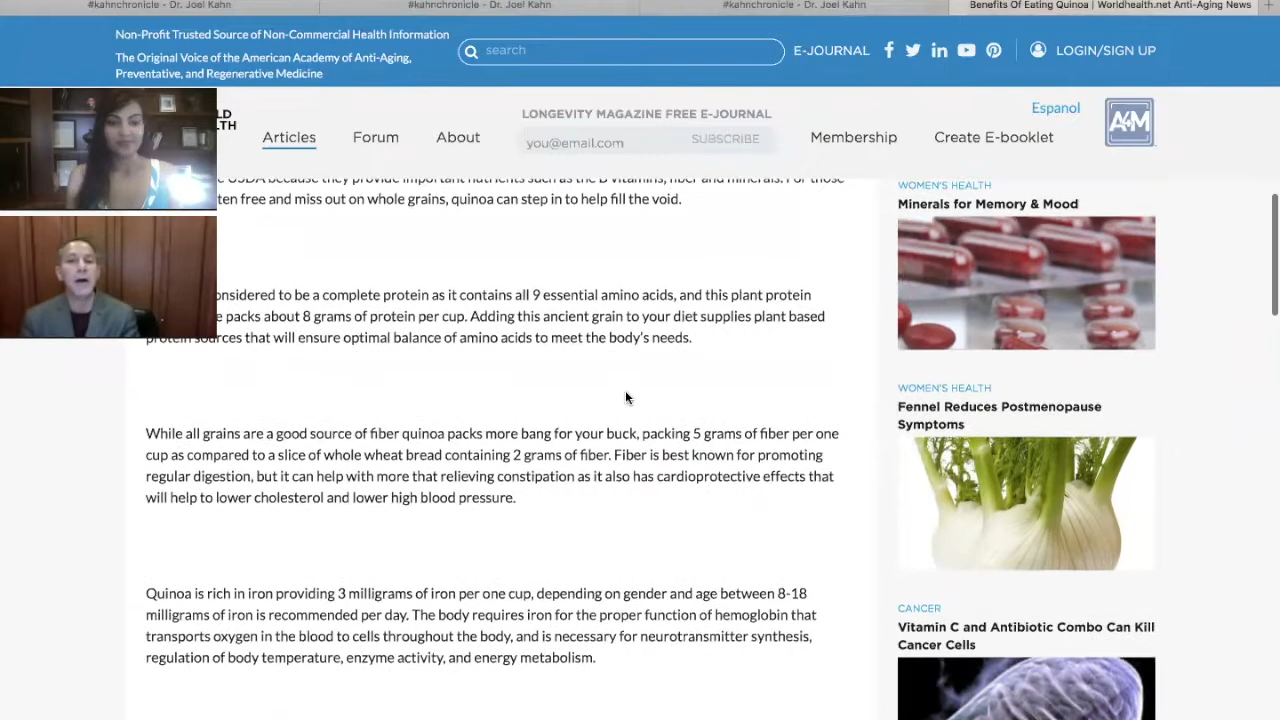 #kahnchronicle - Dr. Joel Kahn
#kahnchronicle - Dr. Joel Kahn
#kahnchronicle - Dr. Joel Kahn
Benefits Of Eating Quinoa | Worldhealth.net Anti-Aging News
Non-Profit Trusted Source of Non-Commercial Health Information
The Original Voice of the American Academy of Anti-Aging,
Preventative, and Regenerative Medicine
search
E-JOURNAL
LOGIN/SIGN UP
LD
TH
Articles
Forum
About
LONGEVITY MAGAZINE FREE E-JOURNAL
you@email.com
SUBSCRIBE
Membership
Create E-booklet
Espanol
A4M
USDA because they provide important nutrients such as the B vitamins, fiber and minerals. For those
ten free and miss out on whole grains, quinoa can step in to help fill the void.
onsidered to be a complete protein as it contains all 9 essential amino acids, and this plant protein
e packs about 8 grams of protein per cup. Adding this ancient grain to your diet supplies plant based
protein sources that will ensure optimal balance of amino acids to meet the body's needs.
While all grains are a good source of fiber quinoa packs more bang for your buck, packing 5 grams of fiber per one
cup as compared to a slice of whole wheat bread containing 2 grams of fiber. Fiber is best known for promoting
regular digestion, but it can help with more that relieving constipation as it also has cardioprotective effects that
will help to lower cholesterol and lower high blood pressure.
Quinoa is rich in iron providing 3 milligrams of iron per one cup, depending on gender and age between 8-18
milligrams of iron is recommended per day. The body requires iron for the proper function of hemoglobin that
transports oxygen in the blood to cells throughout the body, and is necessary for neurotransmitter synthesis,
regulation of body temperature, enzyme activity, and energy metabolism.
WOMEN'S HEALTH
Minerals for Memory & Mood
WOMEN'S HEALTH
Fennel Reduces Postmenopause
Symptoms
CANCER
Vitamin C and Antibiotic Combo Can Kill
Cancer Cells